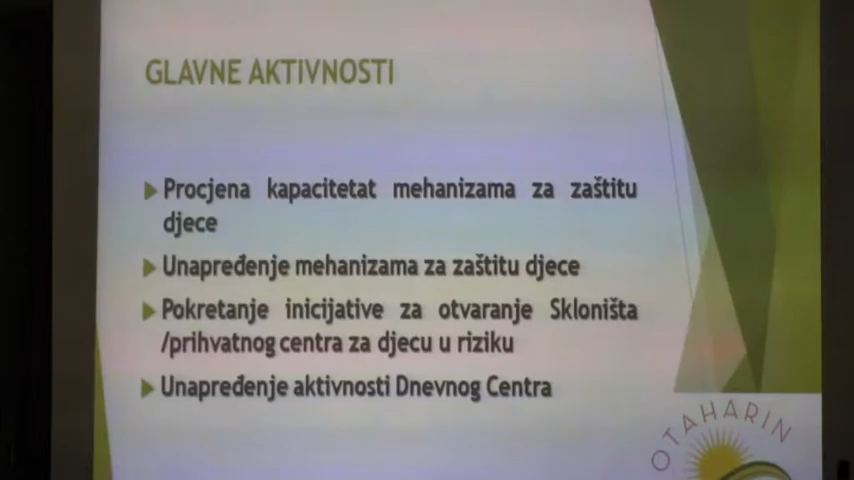 GLAVNE AKTIVNOSTI
Procjena kapacitetat mehanizama za zaštitu
djece
Unapređenje mehanizama za zaštitu djece
Pokretanje inicijative za otvaranje Skloništa
/prihvatnog centra za djecu u riziku
Unapređenje aktivnosti Dnevnog Centra
OTAHARIN